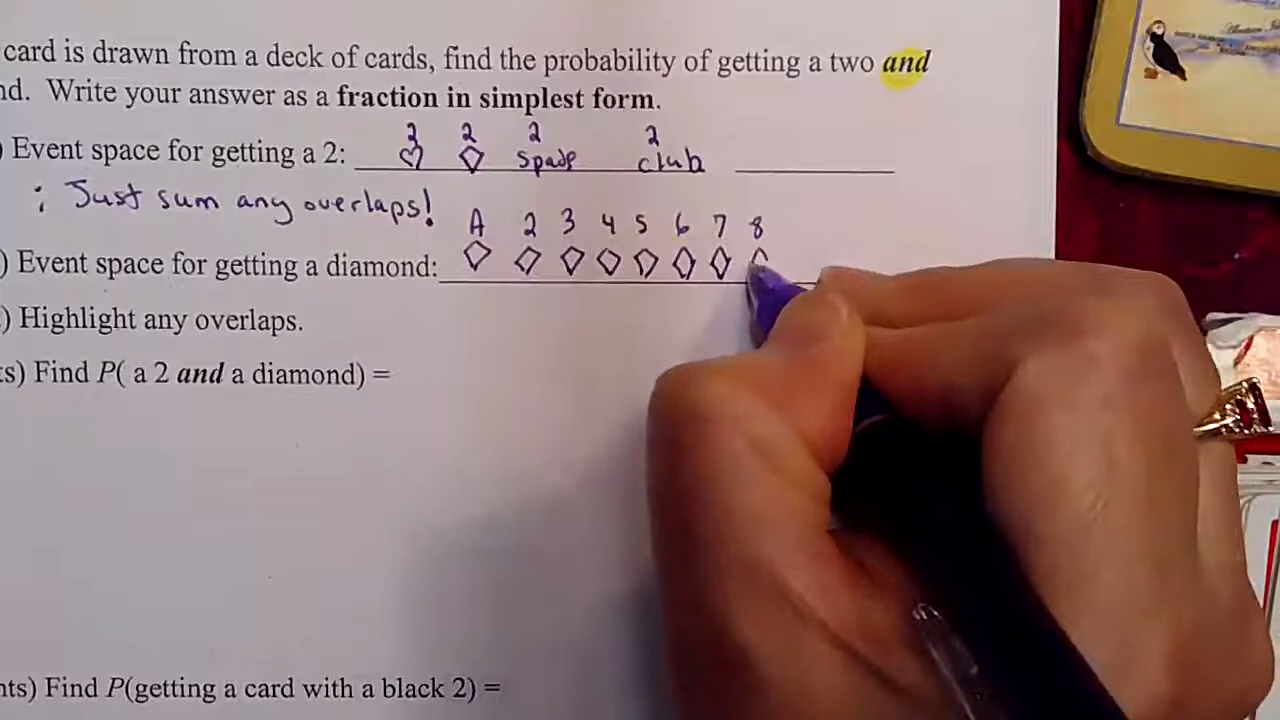 card is drawn from a deck of cards, find the probability of getting a two and
nd. Write your answer as a fraction in simplest form.
2 2 2 2
) Event space for getting a 2: ♡ ◇ spade club
: Just sum any overlaps!
A 2 3 4 5 6 7 8
) Event space for getting a diamond: ◇ ◇ ◇ ◇ ◇ ◇ ◇
) Highlight any overlaps.
ts) Find P( a 2 and a diamond) =
nts) Find P(getting a card with a black 2) =